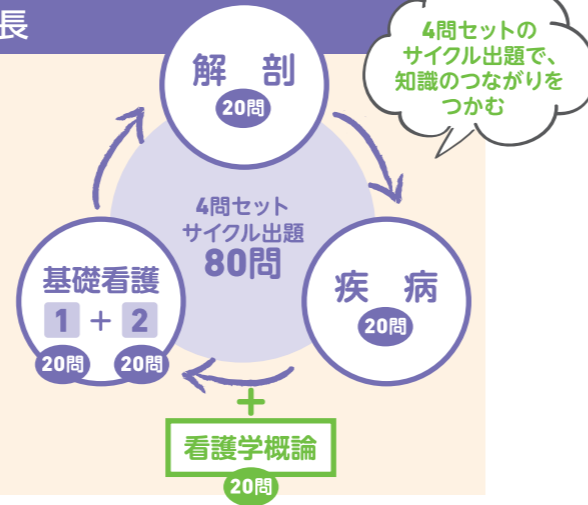 長
4問セットの
サイクル出題で、
知識のつながりを
つかむ
解 剖
20問
4問セット
サイクル出題
80問
基礎看護
1 + 2
20問 20問
疾 病
20問
+
看護学概論
20問